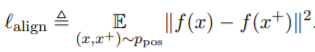 ℓ_align ≜ 𝔼_{(x,x⁺)∼p_pos} ‖f(x) − f(x⁺)‖².